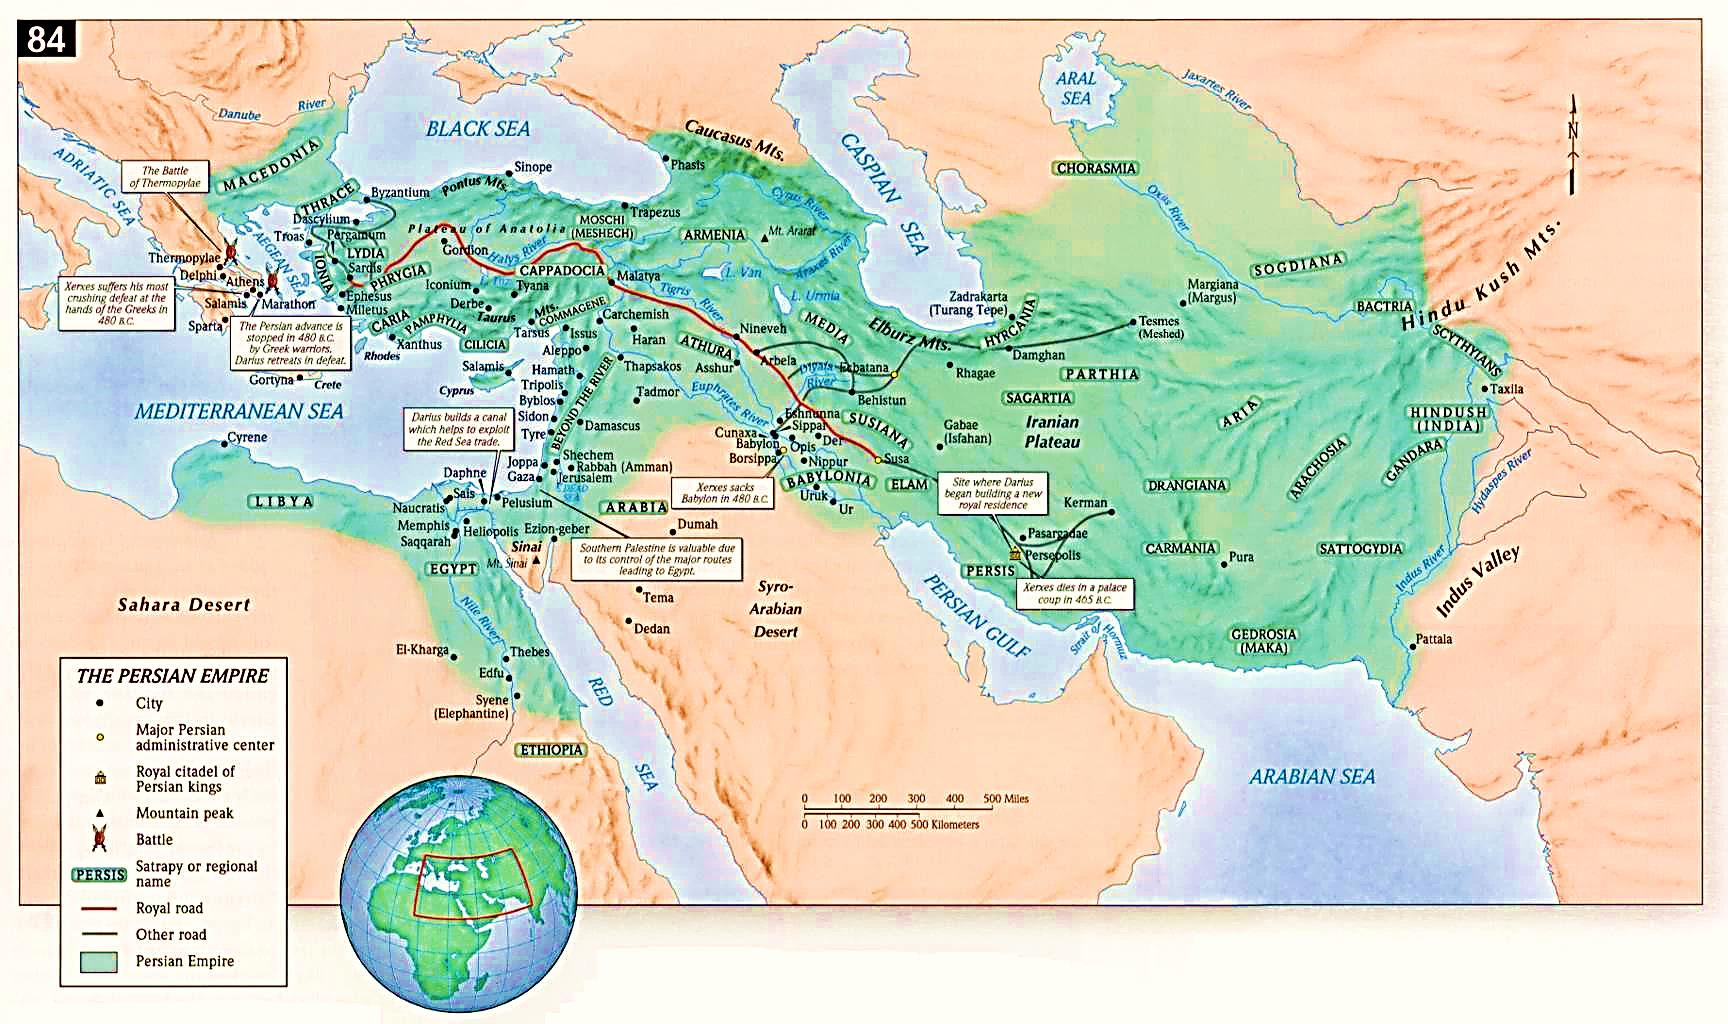 84
ARAL
SEA
Jaxartes River
Danube
River
BLACK SEA
Caucasus Mts.
CASPIAN
SEA
N
ADRIATIC SEA
The Battle
of Thermopylae
MACEDONIA
THRACE
Byzantium
Sinope
Pontus Mts.
Phasis
Trapezus
Cyrus River
CHORASMIA
Oxus River
Dascylium
Troas
Pergamum
AEGEAN SEA
LYDIA
IONIA
Sardis
Plateau of Anatolia
Gordion
Halys River
MOSCHI
(MESHECH)
ARMENIA
Mt. Ararat
Araxes River
Thermopylae
Delphi
Athens
Salamis
Marathon
Sparta
PHRYGIA
CAPPADOCIA
Malatya
L. Van
L. Urmia
SOGDIANA
Hindu Kush Mts.
Xerxes suffers his most
crushing defeat at the
hands of the Greeks in
480 B.C.
The Persian advance is
stopped in 480 B.C.
by Greek warriors.
Darius retreats in defeat.
Ephesus
Miletus
Iconium
L. Tuz
Tyana
Derbe
Taurus
Mts.
COMMAGENE
Tigris
River
Zadrakarta
(Turang Tepe)
Margiana
(Margus)
BACTRIA
CARIA
PAMPHYLIA
Xanthus
Rhodes
CILICIA
Tarsus
Issus
Carchemish
Haran
Nineveh
MEDIA
Elburz Mts.
HYRCANIA
Tesmes
(Meshed)
SCYTHYIANS
Gortyna
Crete
Salamis
Cyprus
Aleppo
Hamath
Tripolis
Byblos
Sidon
Tyre
BEYOND THE RIVER
Thapsakos
Tadmor
Damascus
ATHURA
Asshur
Arbela
Diyala
River
Ecbatana
Behistun
Damghan
Rhagae
PARTHIA
SAGARTIA
ARIA
Taxila
HINDUSH
(INDIA)
MEDITERRANEAN SEA
Cyrene
Darius builds a canal
which helps to exploit
the Red Sea trade.
Euphrates River
Eshnunna
Sippar
Cunaxa
Babylon
Borsippa
Opis
Der
Nippur
SUSIANA
Susa
Gabae
(Isfahan)
Iranian
Plateau
ARACHOSIA
GANDARA
Hydaspes River
LIBYA
Daphne
Sais
Naucratis
Memphis
Saqqarah
Heliopolis
Pelusium
Joppa
Gaza
Shechem
Rabbah (Amman)
Jerusalem
DEAD
SEA
Xerxes sacks
Babylon in 480 B.C.
BABYLONIA
Uruk
Ur
ELAM
Site where Darius
began building a new
royal residence
DRANGIANA
Kerman
ARABIA
Dumah
Ezion-geber
Sinai
Mt. Sinai
EGYPT
Southern Palestine is valuable due
to its control of the major routes
leading to Egypt.
Pasargadae
Persepolis
PERSIS
Xerxes dies in a palace
coup in 465 B.C.
CARMANIA
Pura
SATTOGYDIA
Indus River
Indus Valley
Sahara Desert
Nile River
Tema
Dedan
Syro-
Arabian
Desert
PERSIAN GULF
Strait of
Hormuz
GEDROSIA
(MAKA)
Pattala
El-Kharga
Thebes
Edfu
Syene
(Elephantine)
ETHIOPIA
RED
SEA
ARABIAN SEA
THE PERSIAN EMPIRE
City
Major Persian
administrative center
Royal citadel of
Persian kings
Mountain peak
Battle
PERSIS
Satrapy or regional
name
Royal road
Other road
Persian Empire
0 100 200 300 400 500 Miles
0 100 200 300 400 500 Kilometers